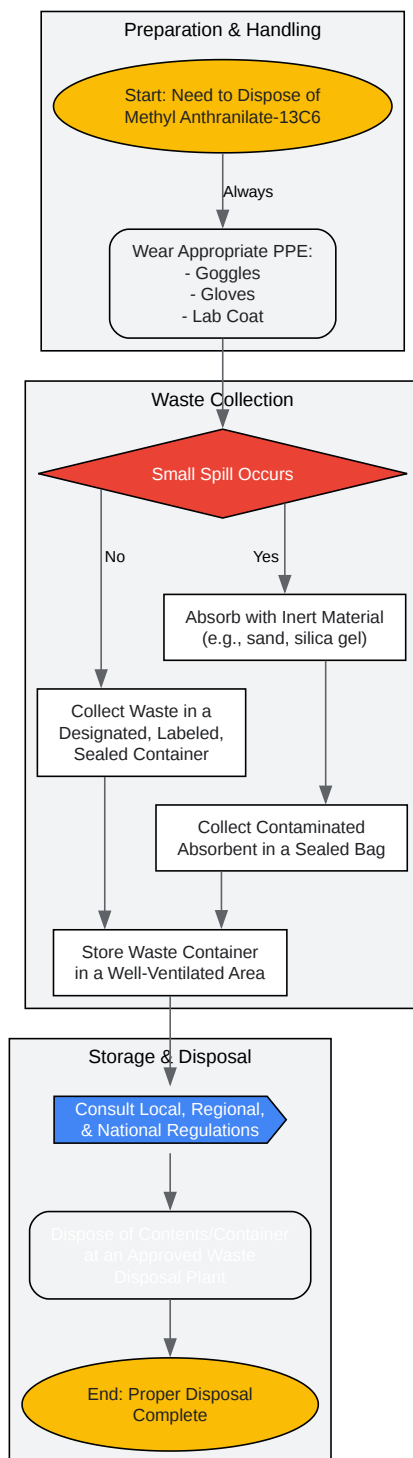 Preparation & Handling
Start: Need to Dispose of
Methyl Anthranilate-13C6
Always
Wear Appropriate PPE:
- Goggles
- Gloves
- Lab Coat
Waste Collection
Small Spill Occurs
No
Yes
Absorb with Inert Material
(e.g., sand, silica gel)
Collect Waste in a
Designated, Labeled,
Sealed Container
Collect Contaminated
Absorbent in a Sealed Bag
Store Waste Container
in a Well-Ventilated Area
Storage & Disposal
Consult Local, Regional,
& National Regulations
Dispose of Contents/Container
at an Approved Waste
Disposal Plant
End: Proper Disposal
Complete